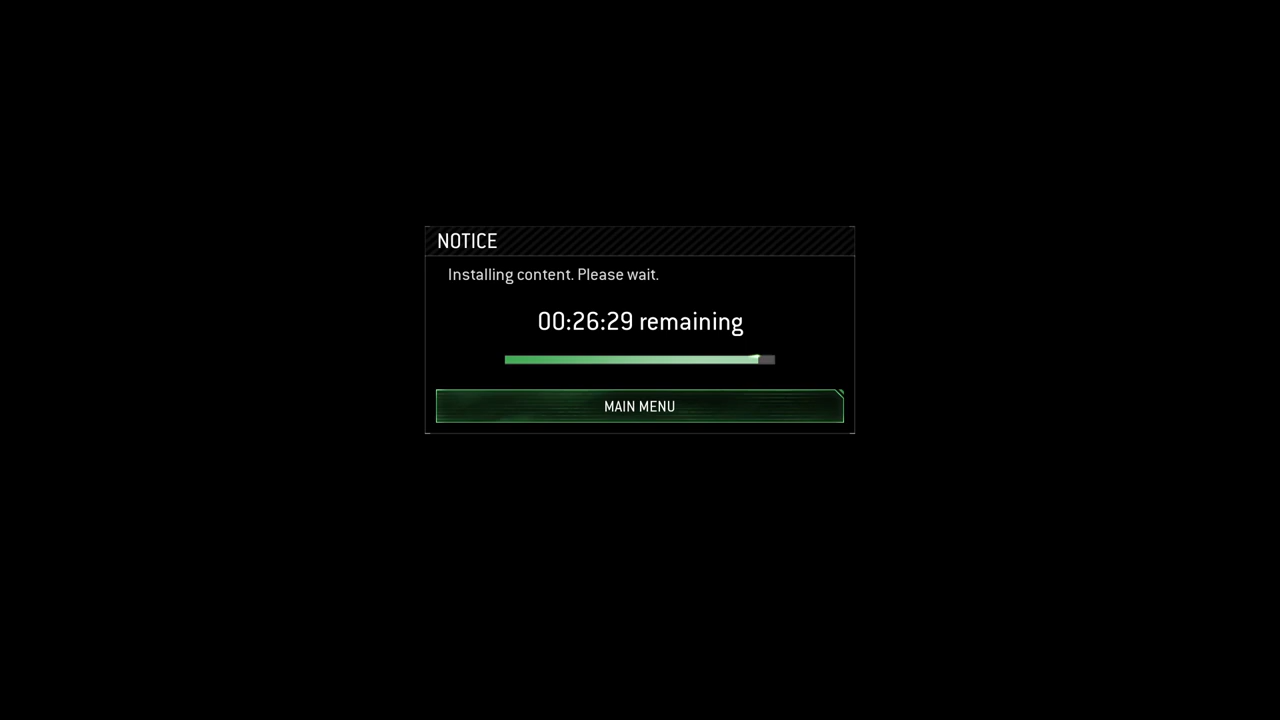 NOTICE
Installing content. Please wait.
00:26:29 remaining
MAIN MENU